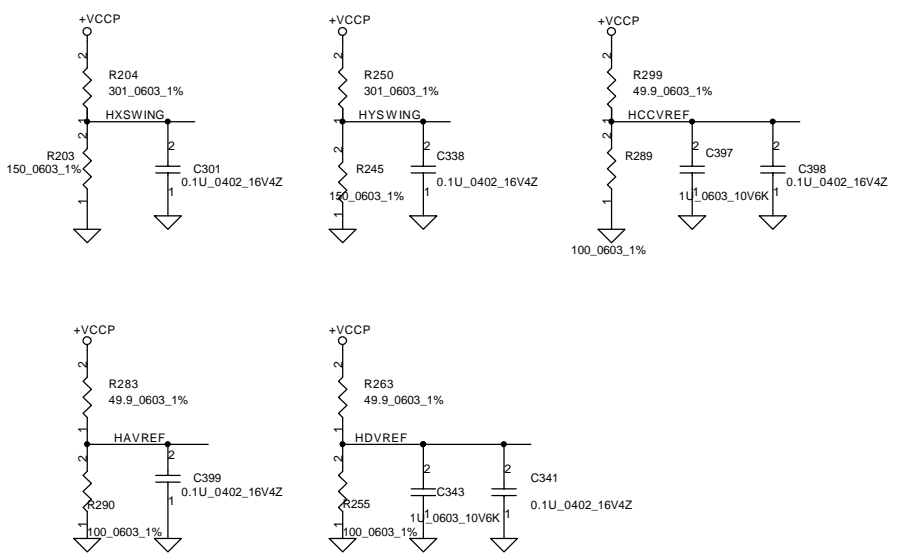 +VCCP
2
R204
301_0603_1%
1
HXSWING
2
R203
150_0603_1%
1
2
C301
0.1U_0402_16V4Z
1
+VCCP
2
R250
301_0603_1%
1
HYSWING
2
R245
150_0603_1%
1
2
C338
0.1U_0402_16V4Z
1
+VCCP
2
R299
49.9_0603_1%
1
HCCVREF
2
R289
1
100_0603_1%
2
C397
1
1U_0603_10V6K
2
C398
0.1U_0402_16V4Z
1
+VCCP
2
R283
49.9_0603_1%
1
HAVREF
2
R290
1
100_0603_1%
2
C399
0.1U_0402_16V4Z
1
+VCCP
2
R263
49.9_0603_1%
1
HDVREF
2
R255
1
100_0603_1%
2
C343
1
1U_0603_10V6K
2
C341
0.1U_0402_16V4Z
1